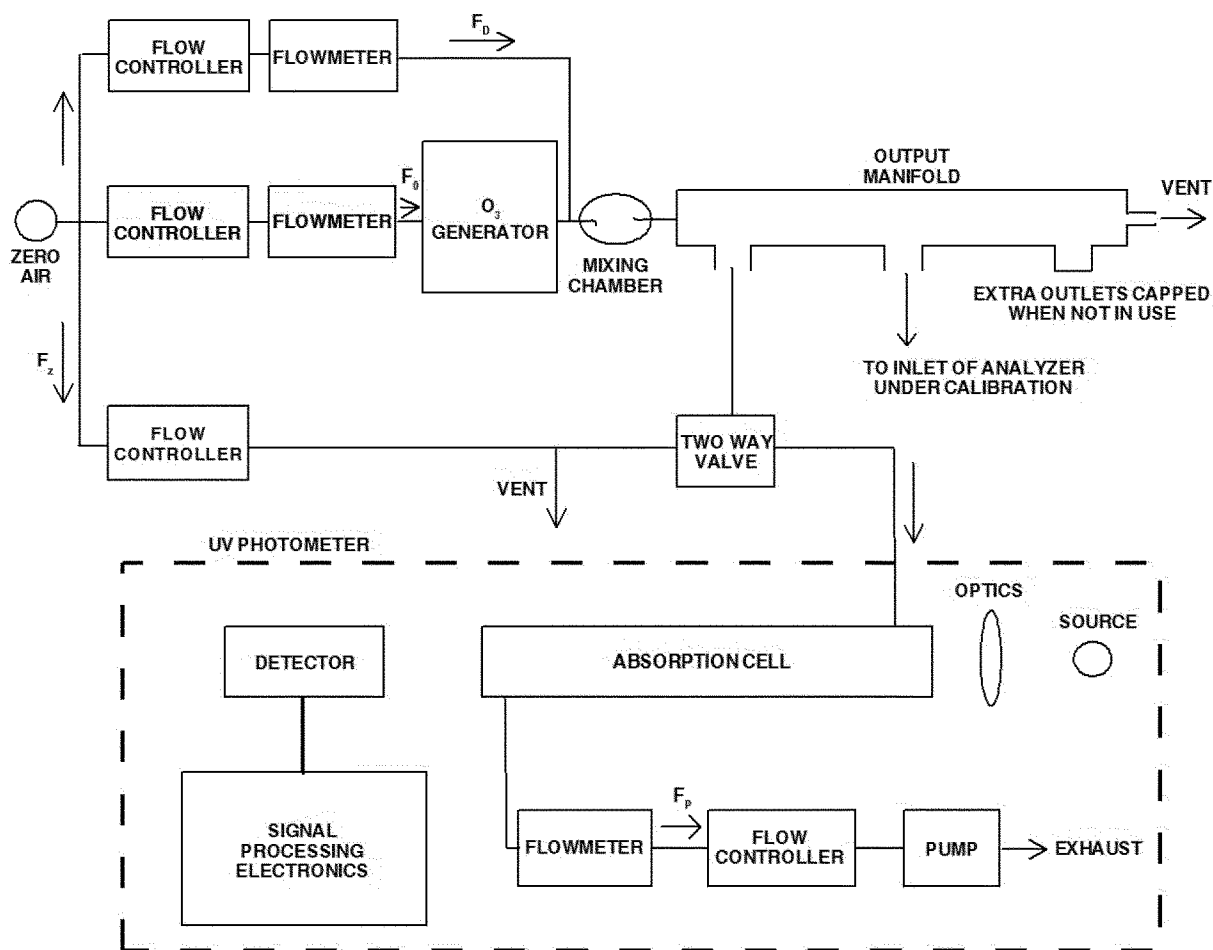 F_D
FLOW
CONTROLLER
FLOWMETER
OUTPUT
MANIFOLD
VENT
F_0
FLOW
CONTROLLER
FLOWMETER
O_3
GENERATOR
ZERO
AIR
MIXING
CHAMBER
EXTRA OUTLETS CAPPED
WHEN NOT IN USE
F_z
TO INLET OF ANALYZER
UNDER CALIBRATION
FLOW
CONTROLLER
TWO WAY
VALVE
VENT
UV PHOTOMETER
OPTICS
SOURCE
DETECTOR
ABSORPTION CELL
F_p
SIGNAL
PROCESSING
ELECTRONICS
FLOWMETER
FLOW
CONTROLLER
PUMP
EXHAUST